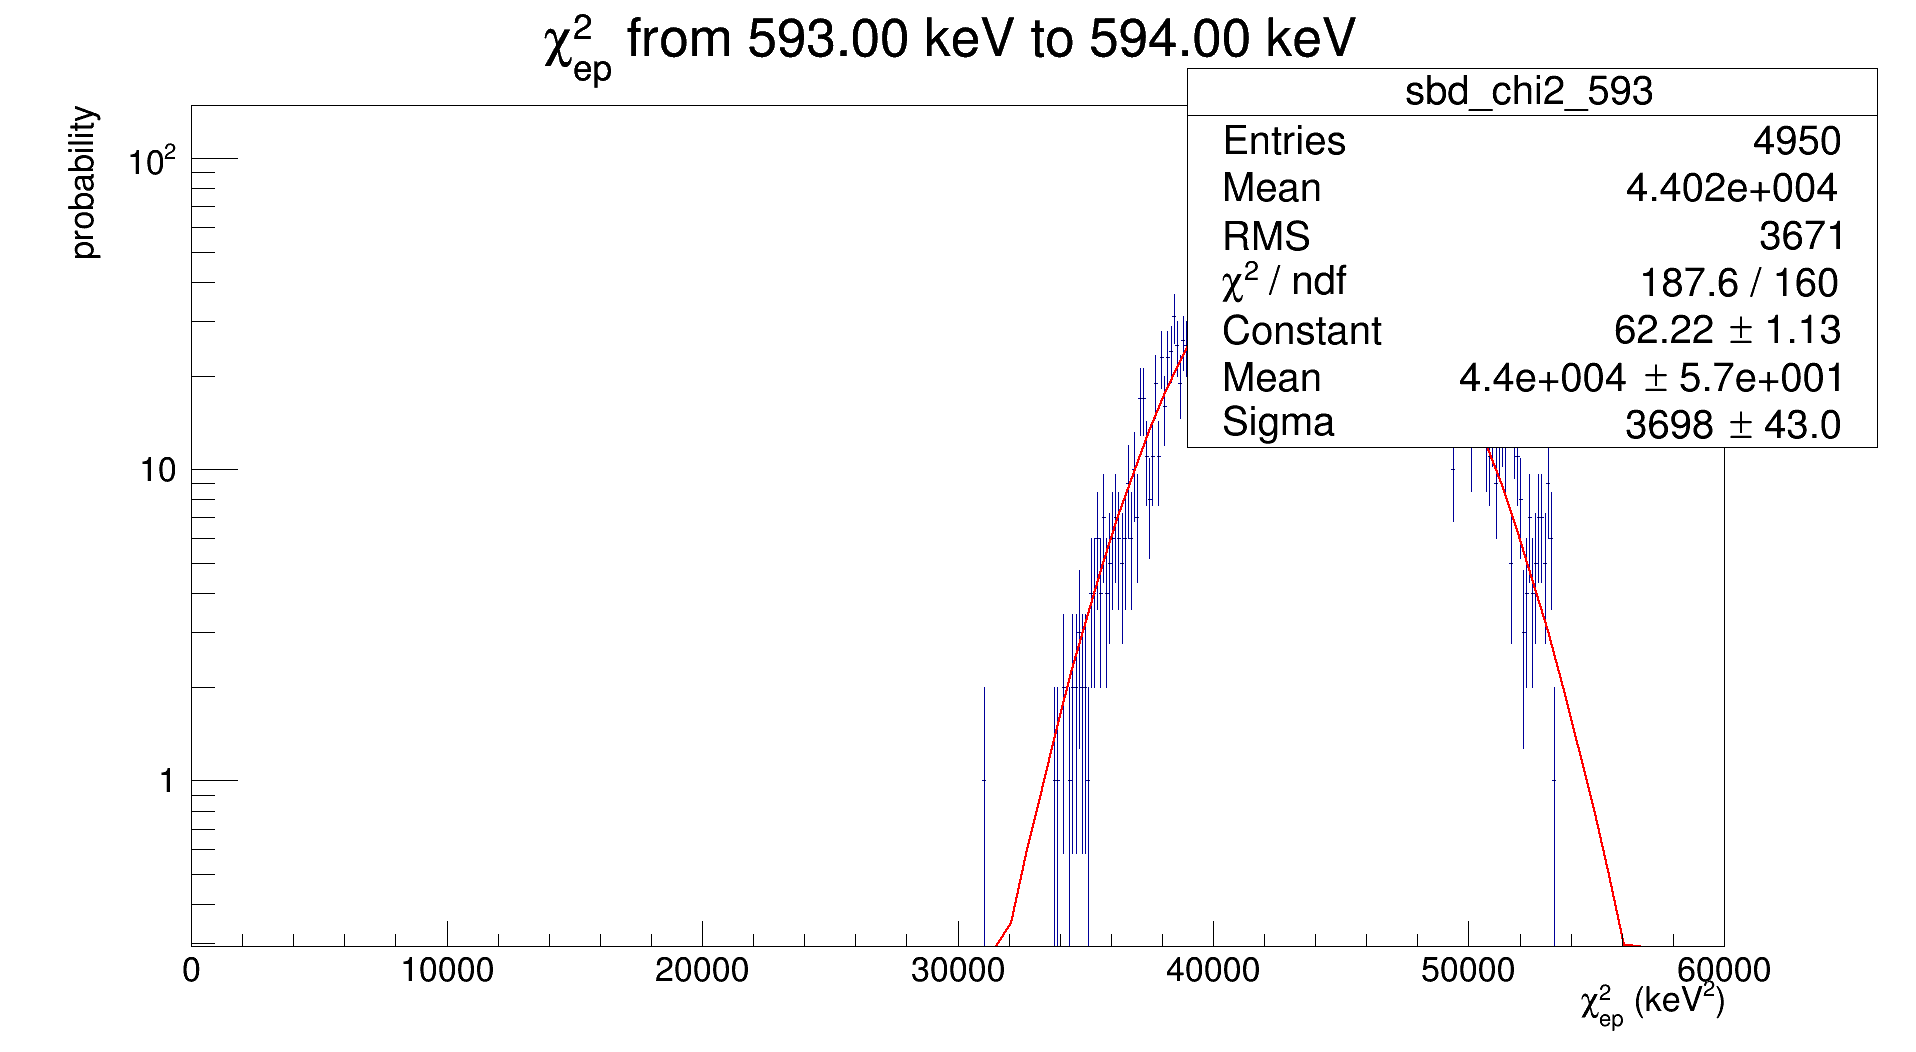 χ²ep from 593.00 keV to 594.00 keV
probability
sbd_chi2_593
Entries 4950
Mean 4.402e+004
RMS 3671
χ² / ndf 187.6 / 160
Constant 62.22 ± 1.13
Mean 4.4e+004 ± 5.7e+001
Sigma 3698 ± 43.0
10²
10
1
0 10000 20000 30000 40000 50000 60000
χ²ep (keV²)